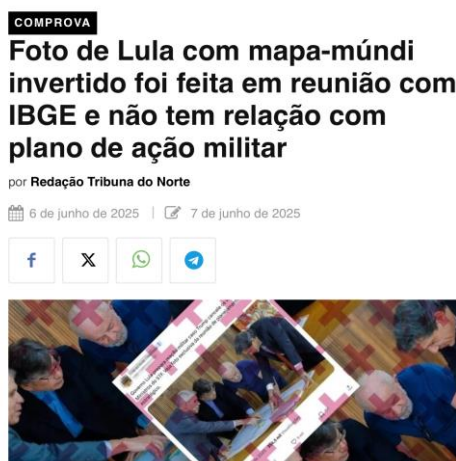 COMPROVA
Foto de Lula com mapa-múndi
invertido foi feita em reunião com
IBGE e não tem relação com
plano de ação militar
por Redação Tribuna do Norte
6 de junho de 2025 | 7 de junho de 2025